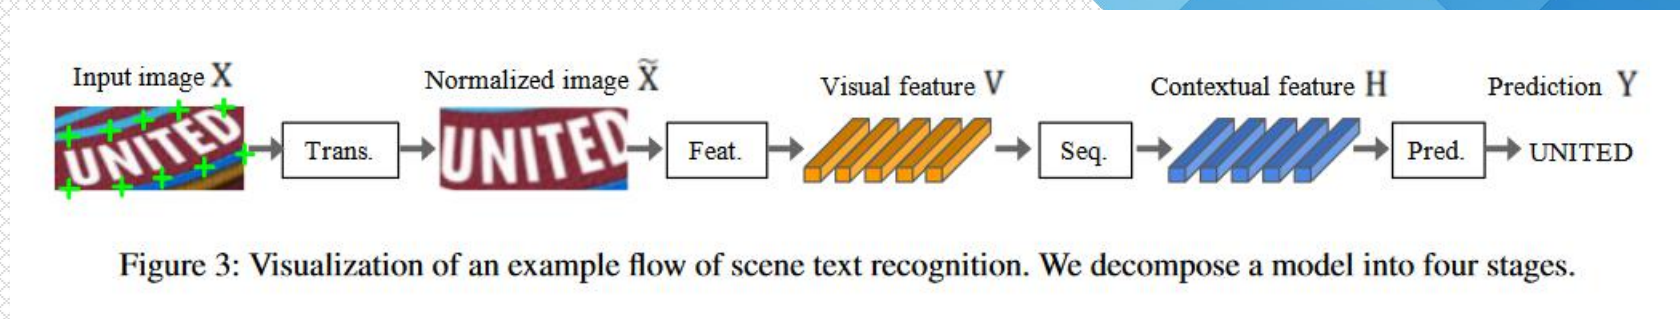 Input image X
Normalized image X̃
Visual feature V
Contextual feature H
Prediction Y
UNITED
Trans.
UNITED
Feat.
Seq.
Pred.
UNITED
Figure 3: Visualization of an example flow of scene text recognition. We decompose a model into four stages.